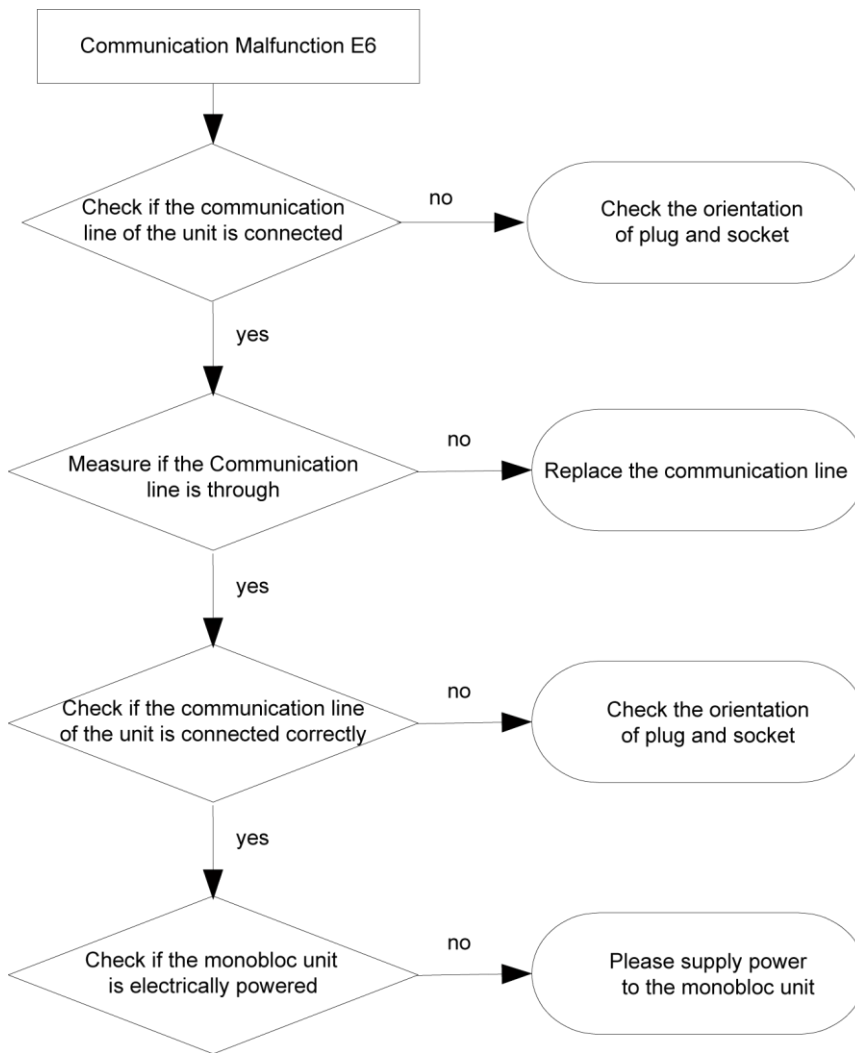 Communication Malfunction E6
Check if the communication
line of the unit is connected
no
Check the orientation
of plug and socket
yes
Measure if the Communication
line is through
no
Replace the communication line
yes
Check if the communication line
of the unit is connected correctly
no
Check the orientation
of plug and socket
yes
Check if the monobloc unit
is electrically powered
no
Please supply power
to the monobloc unit